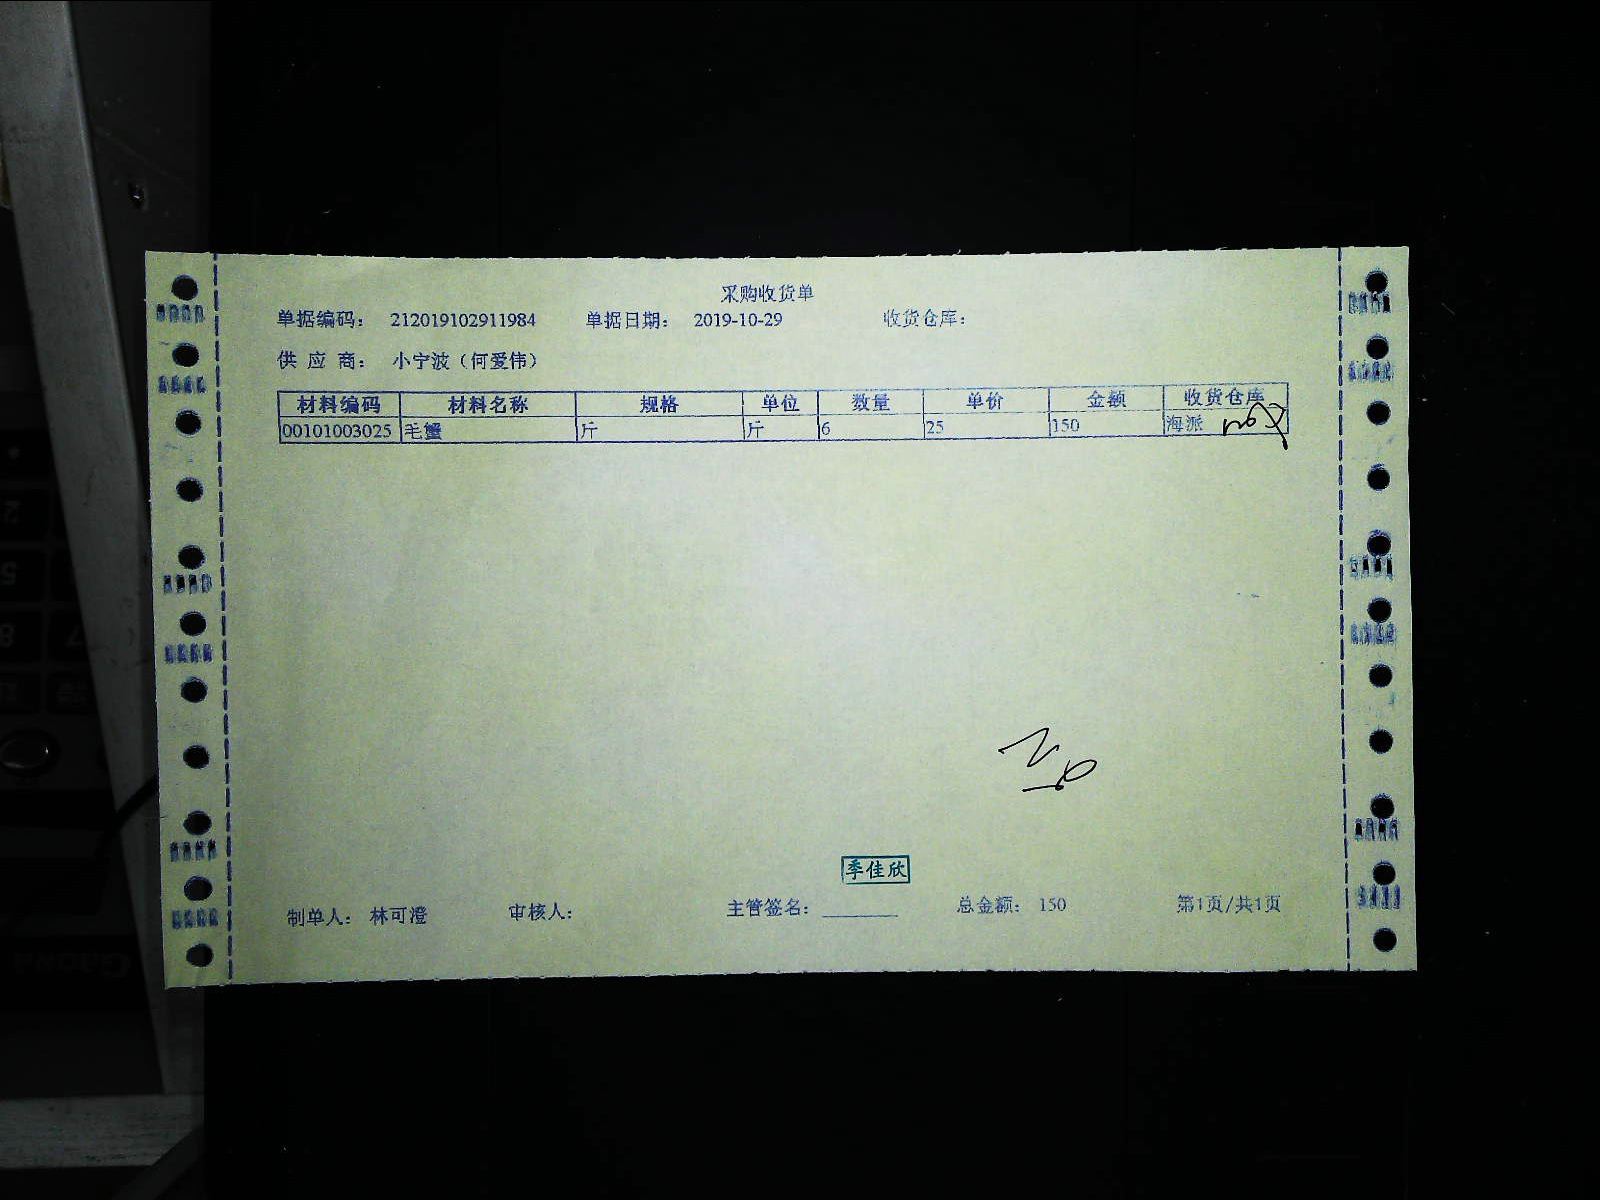 采购收货单
单据编码： 212019102911984 单据日期： 2019-10-29 收货仓库：
供 应 商： 小宁波（何爱伟）
材料编码 材料名称 规格 单位 数量 单价 金额 收货仓库
00101003025 毛蟹 斤 斤 6 25 150 海派
季佳欣
制单人： 林可澄 审核人： 主管签名： ________ 总金额： 150 第1页/共1页